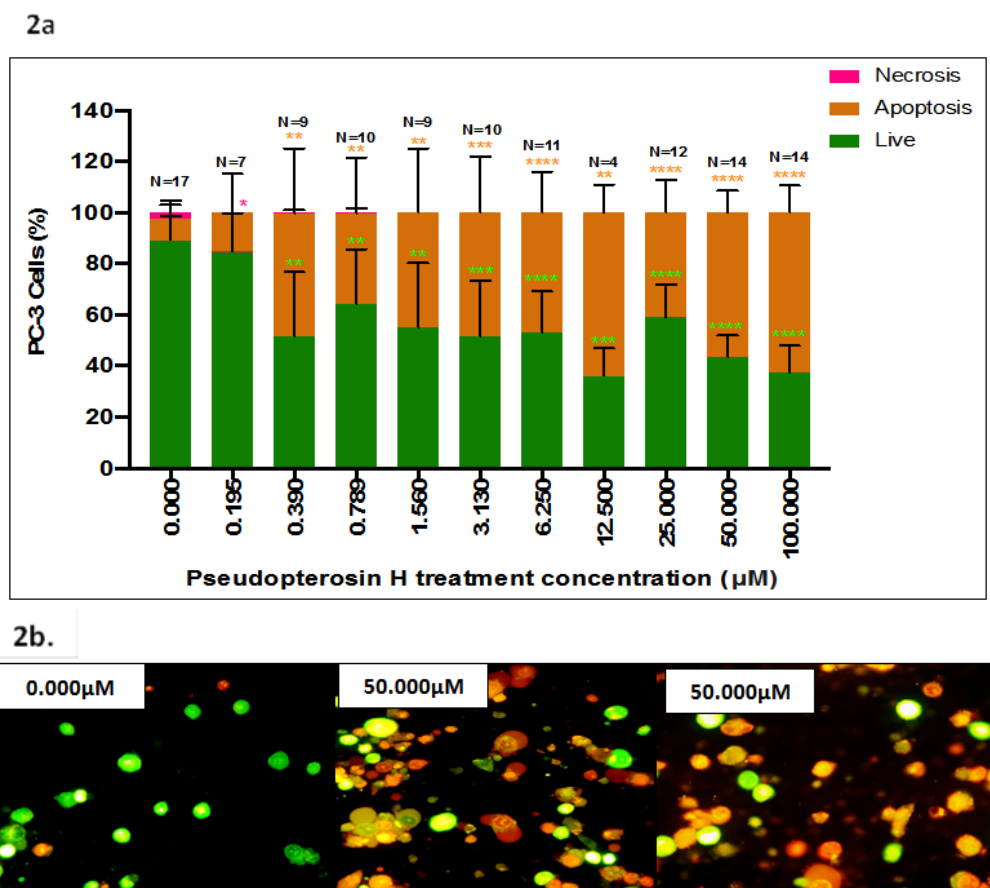 2a
Necrosis
Apoptosis
Live
140
120
100
80
60
40
20
0
PC-3 Cells (%)
N=17
N=7
*
N=9
**
**
N=10
**
**
N=9
**
**
N=10
***
***
N=11
****
****
N=4
**
***
N=12
****
****
N=14
****
****
N=14
****
****
0.000
0.195
0.390
0.789
1.560
3.130
6.250
12.500
25.000
50.000
100.000
Pseudopterosin H treatment concentration (µM)
2b.
0.000µM
50.000µM
50.000µM